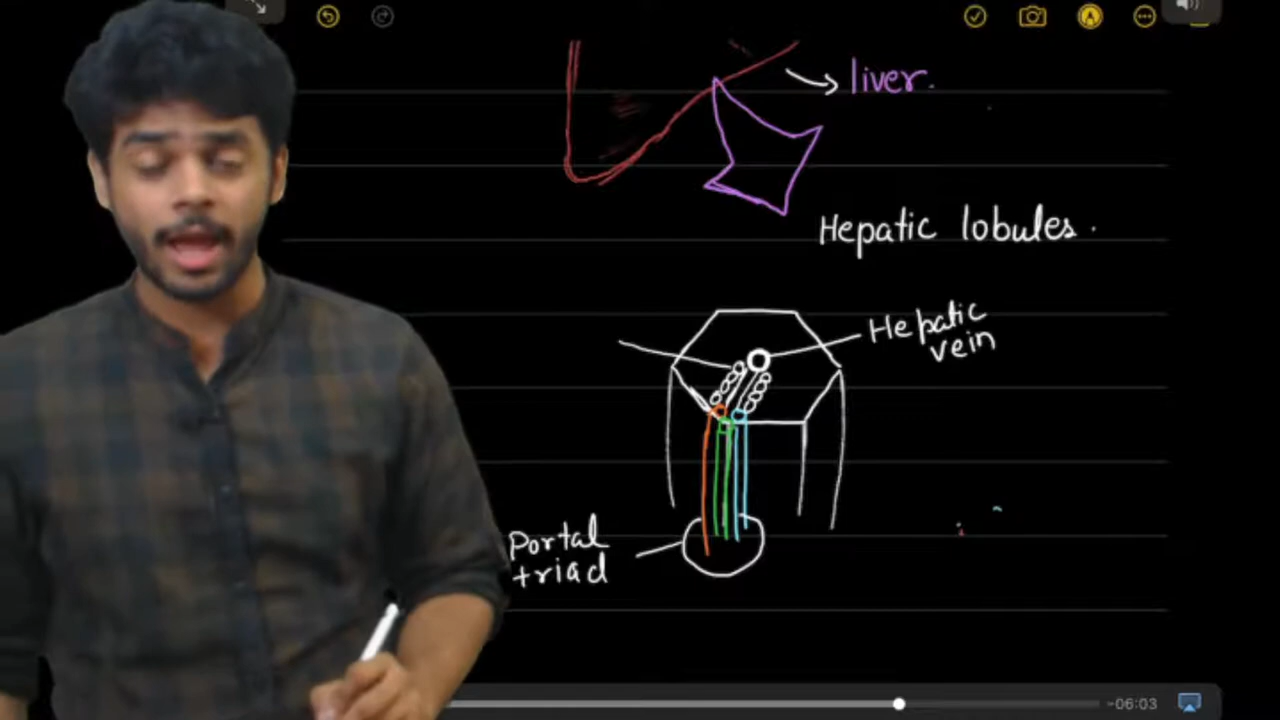 liver.
Hepatic lobules.
Hepatic
vein
Portal
triad
-06:03